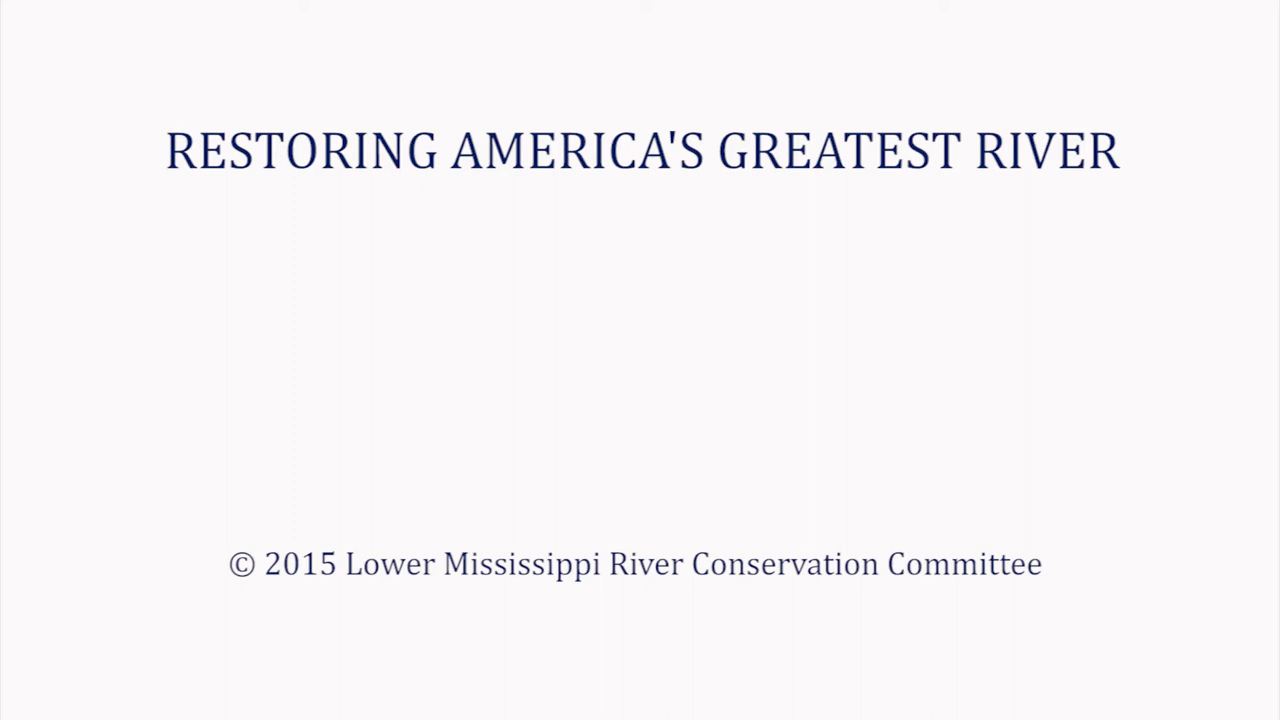 RESTORING AMERICA'S GREATEST RIVER
© 2015 Lower Mississippi River Conservation Committee